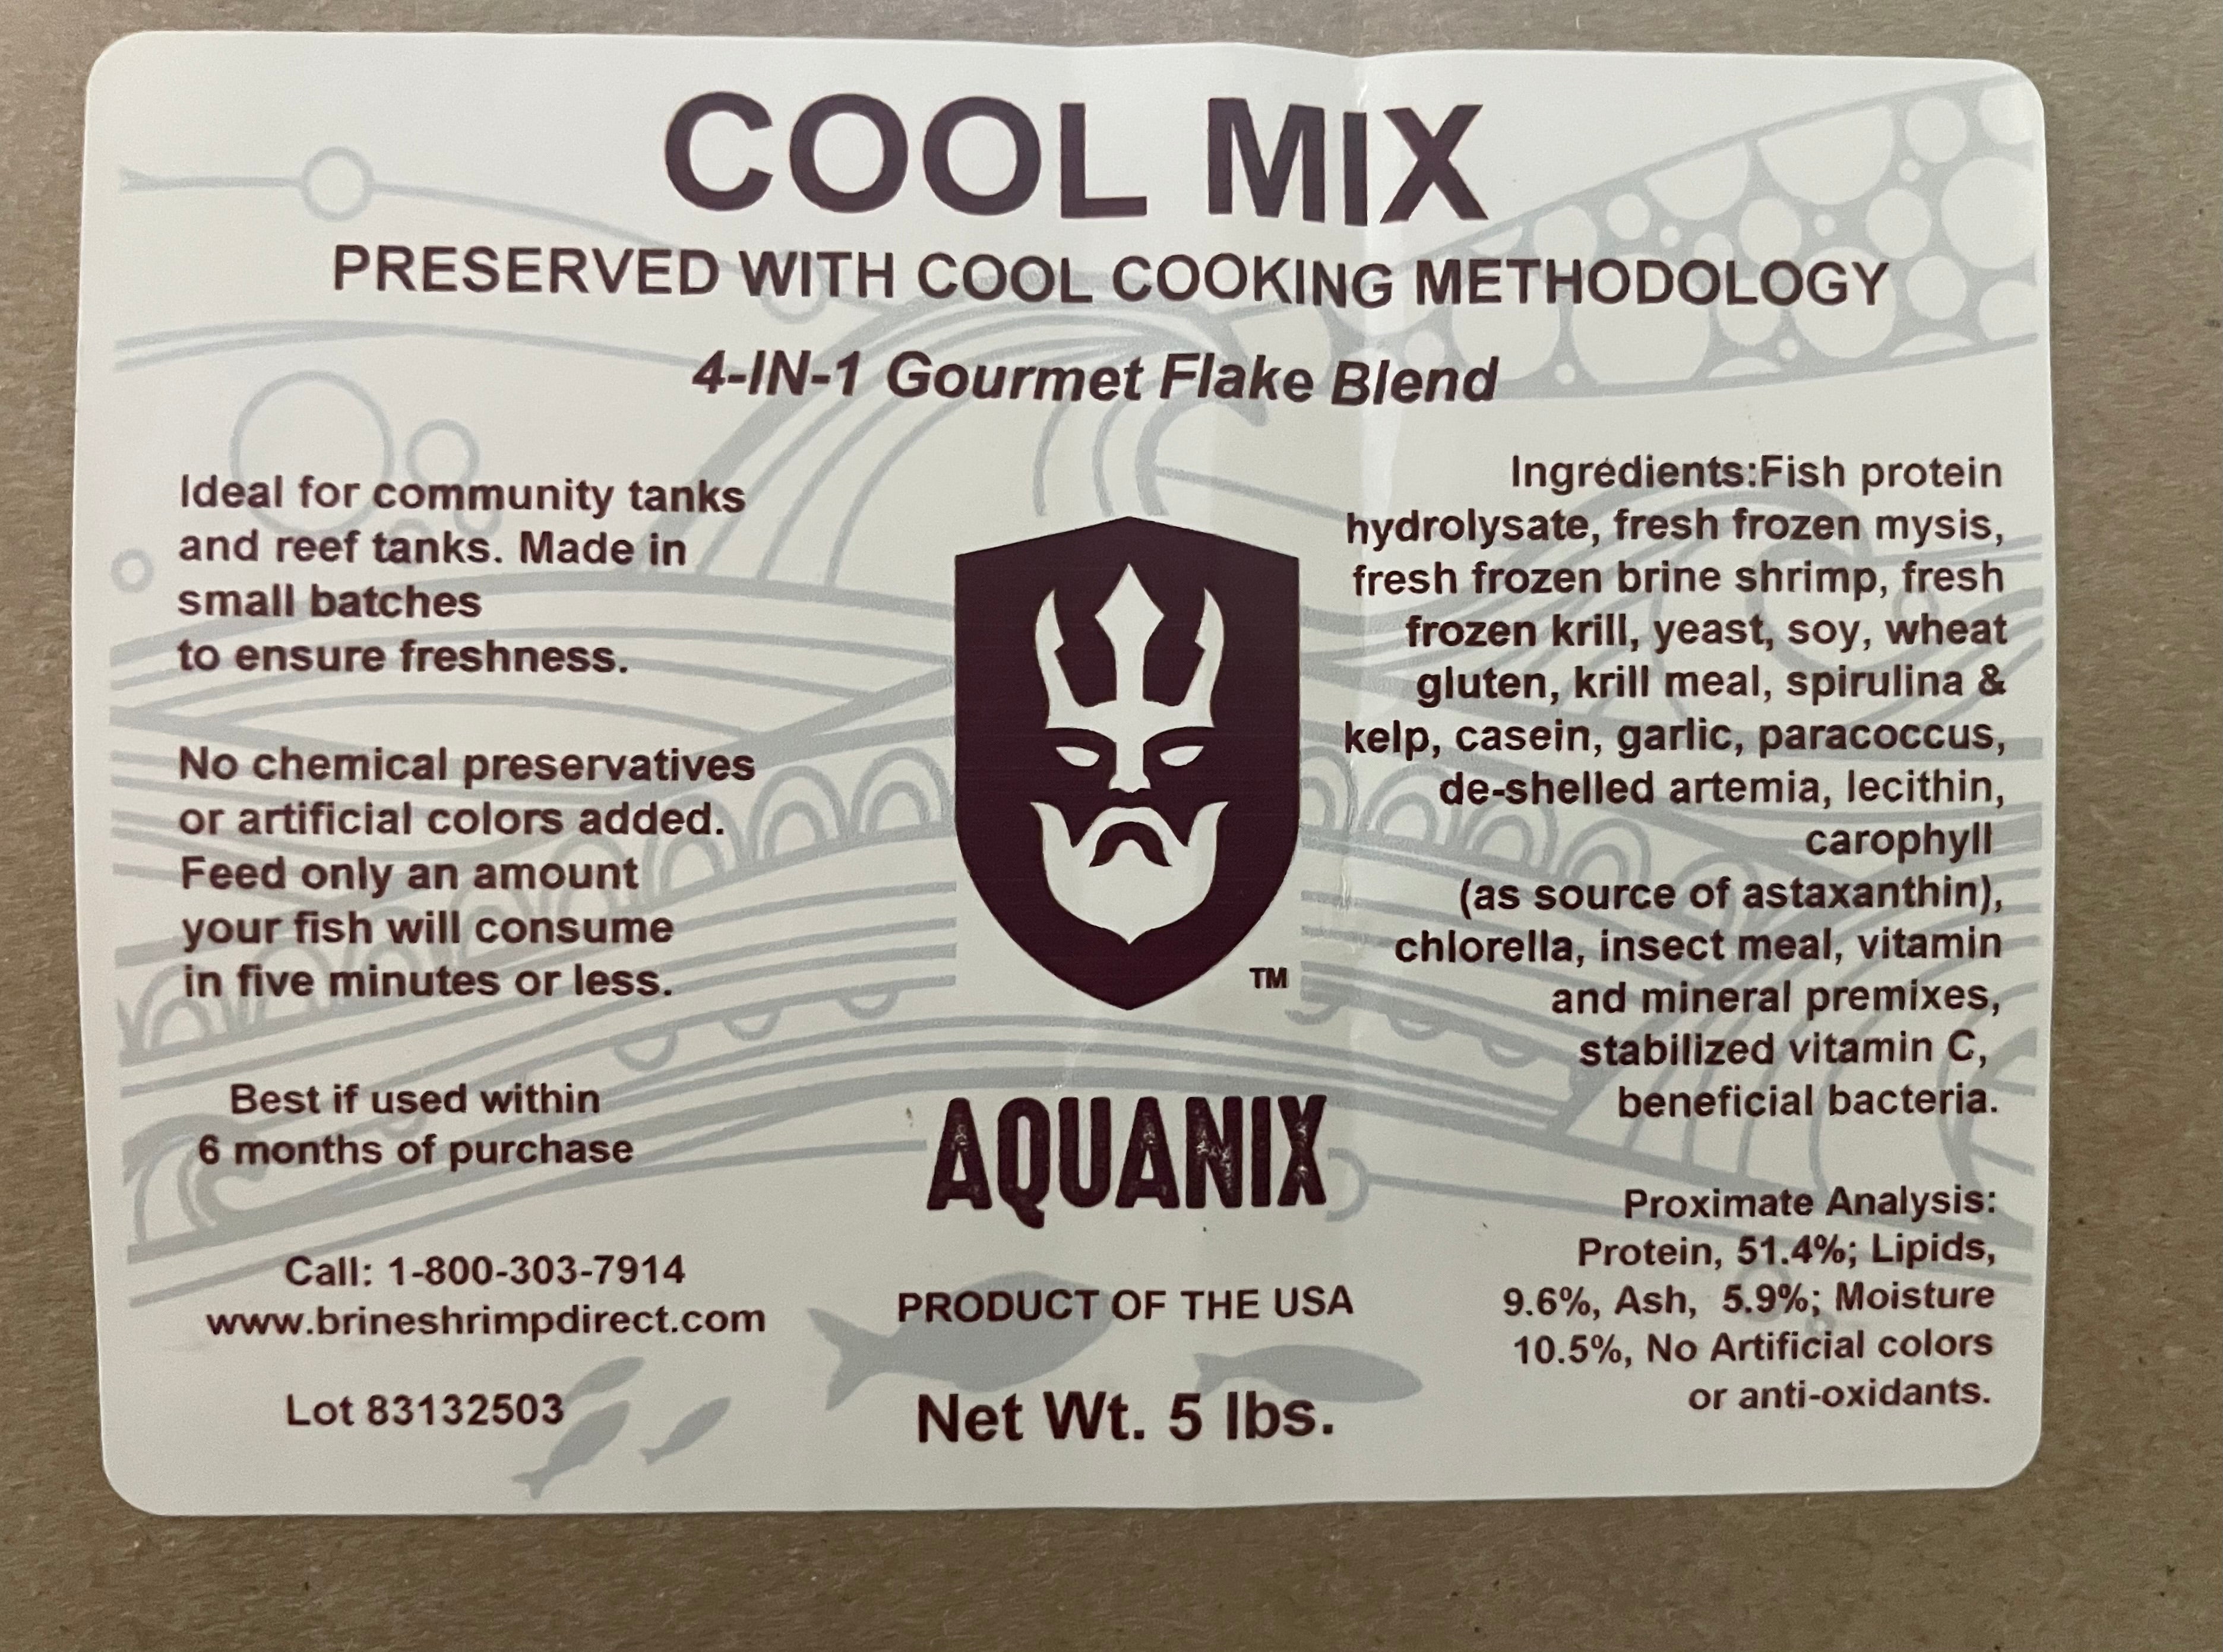 COOL MIX
PRESERVED WITH COOL COOKING METHODOLOGY
4-IN-1 Gourmet Flake Blend
Ideal for community tanks
and reef tanks. Made in
small batches
to ensure freshness.
No chemical preservatives
or artificial colors added.
Feed only an amount
your fish will consume
in five minutes or less.
Best if used within
6 months of purchase
Call: 1-800-303-7914
www.brineshrimpdirect.com
Lot 83132503
TM
AQUANIX
PRODUCT OF THE USA
Net Wt. 5 lbs.
Ingredients:Fish protein
hydrolysate, fresh frozen mysis,
fresh frozen brine shrimp, fresh
frozen krill, yeast, soy, wheat
gluten, krill meal, spirulina &
kelp, casein, garlic, paracoccus,
de-shelled artemia, lecithin,
carophyll
(as source of astaxanthin),
chlorella, insect meal, vitamin
and mineral premixes,
stabilized vitamin C,
beneficial bacteria.
Proximate Analysis:
Protein, 51.4%; Lipids,
9.6%, Ash, 5.9%; Moisture
10.5%, No Artificial colors
or anti-oxidants.